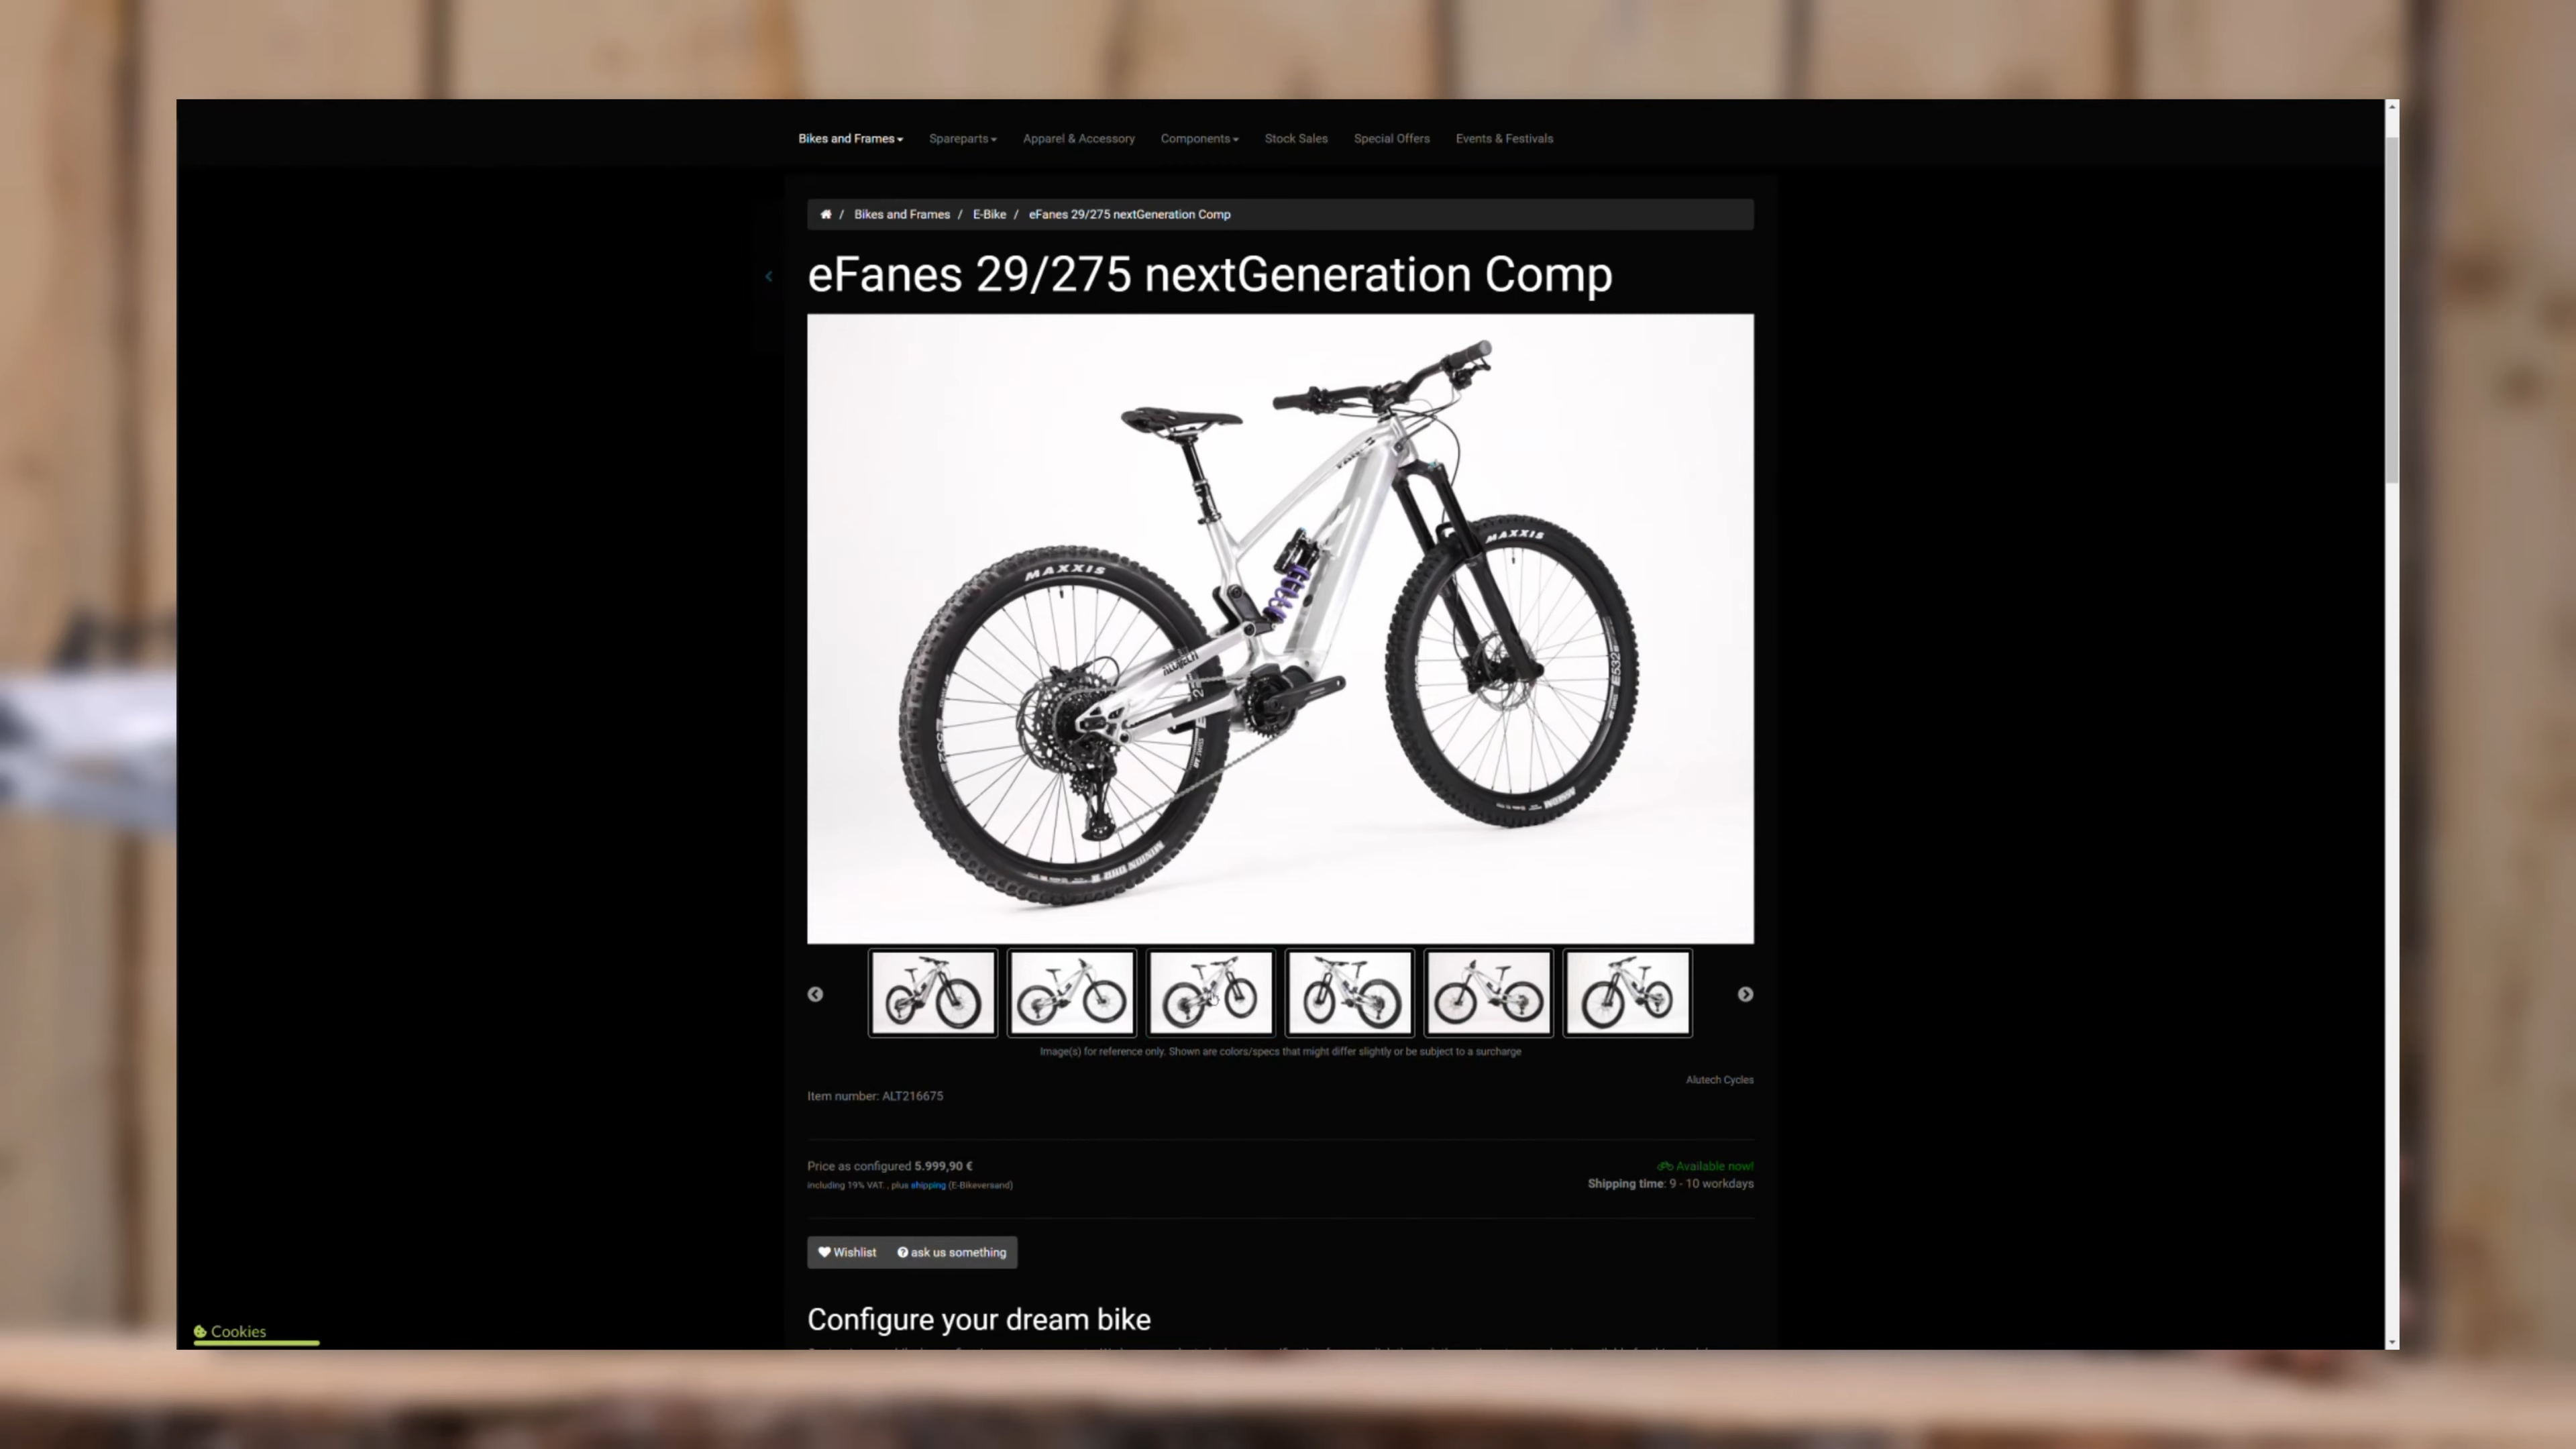 Bikes and Frames Spareparts Apparel & Accessory Components Stock Sales Special Offers Events & Festivals
/ Bikes and Frames / E-Bike / eFanes 29/275 nextGeneration Comp
eFanes 29/275 nextGeneration Comp
MAXXIS
MAXXIS
ALUTECH
E532
Image(s) for reference only. Shown are colors/specs that might differ slightly or be subject to a surcharge
Alutech Cycles
Item number: ALT216675
Price as configured 5.999,90 €
Available now!
including 19% VAT. , plus shipping (E-Bikeversand)
Shipping time: 9 - 10 workdays
Wishlist ask us something
Configure your dream bike
Cookies